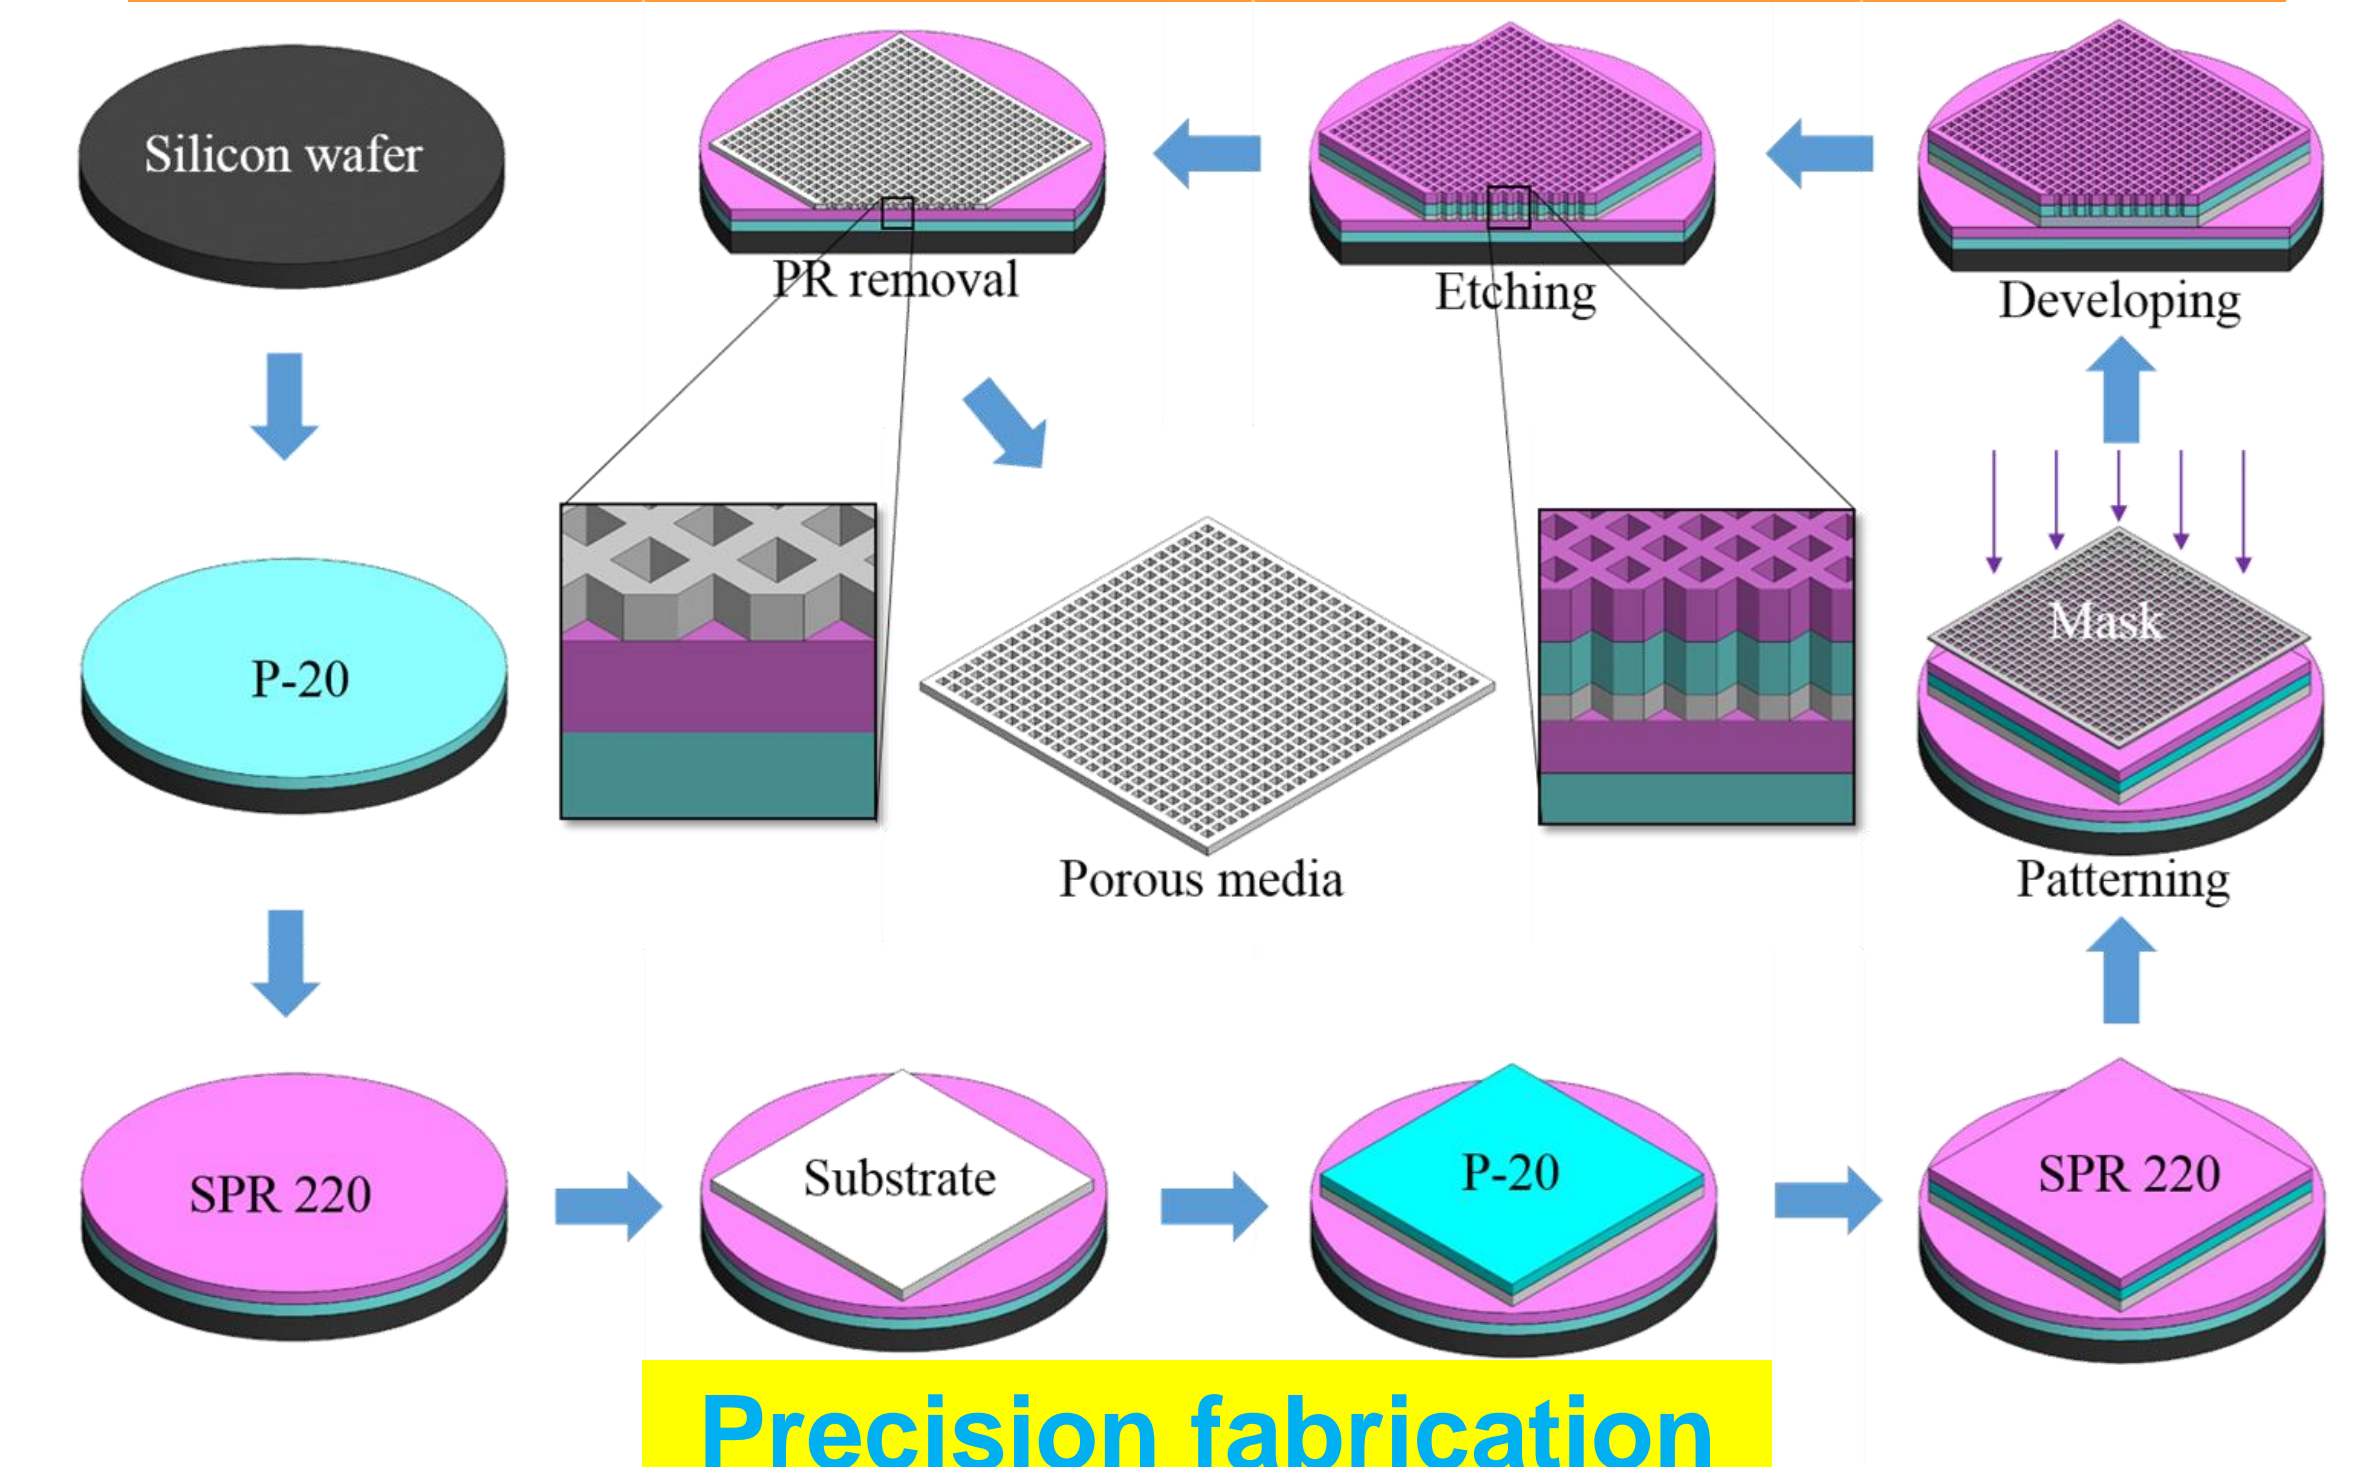 Silicon wafer
PR removal
Etching
Developing
P-20
Mask
Porous media
Patterning
SPR 220
Substrate
P-20
SPR 220
Precision fabrication